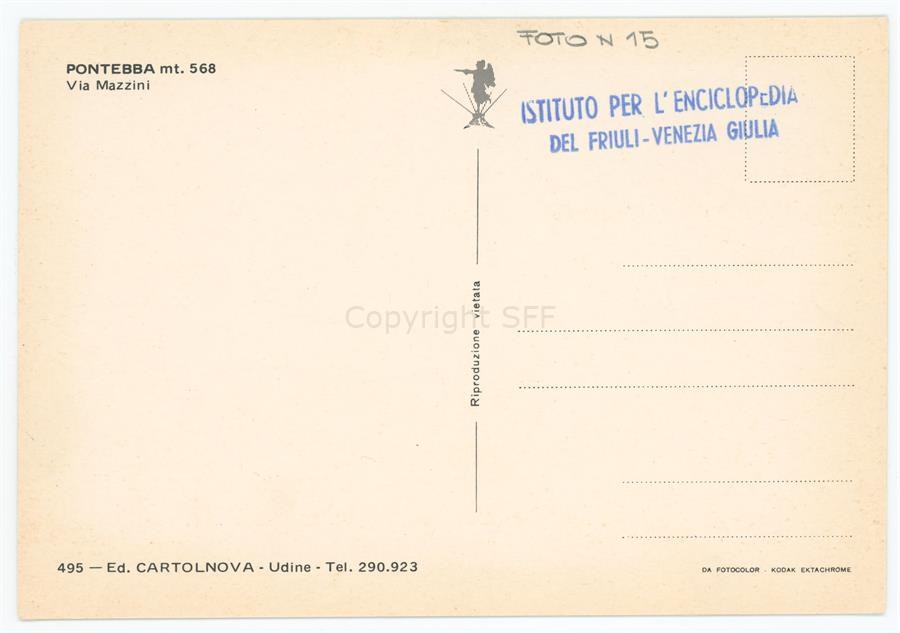 FOTO N 15
PONTEBBA mt. 568
Via Mazzini
ISTITUTO PER L'ENCICLOPEDIA
DEL FRIULI-VENEZIA GIULIA
Riproduzione vietata
Copyright SFF
495 — Ed. CARTOLNOVA - Udine - Tel. 290.923
DA FOTOCOLOR - KODAK EKTACHROME